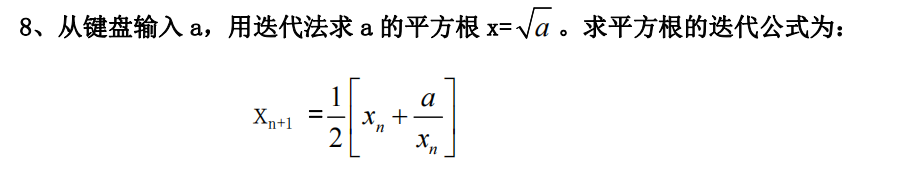 8、从键盘输入 a，用迭代法求 a 的平方根 x=√a 。求平方根的迭代公式为：
Xn+1 =1/2[xn + a/xn]